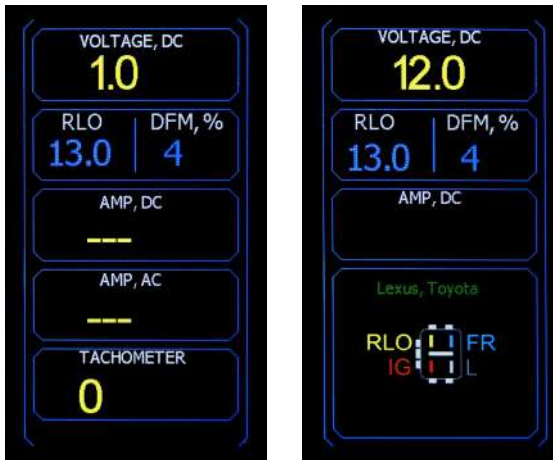 VOLTAGE, DC
1.0
RLO DFM, %
13.0 4
AMP, DC
---
AMP, AC
---
TACHOMETER
0
VOLTAGE, DC
12.0
RLO DFM, %
13.0 4
AMP, DC
Lexus, Toyota
RLO FR
IG L